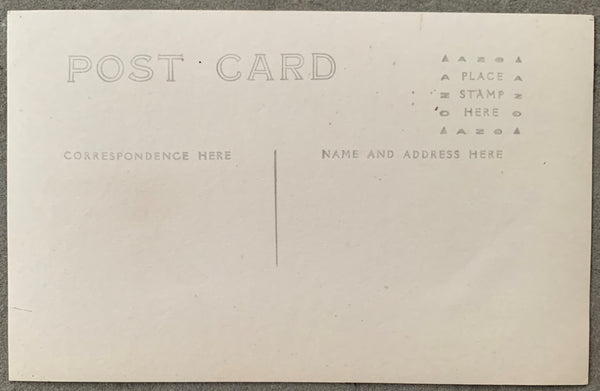 POST CARD
AZO
A PLACE A
Z STAMP Z
O HERE O
AZO
CORRESPONDENCE HERE
NAME AND ADDRESS HERE